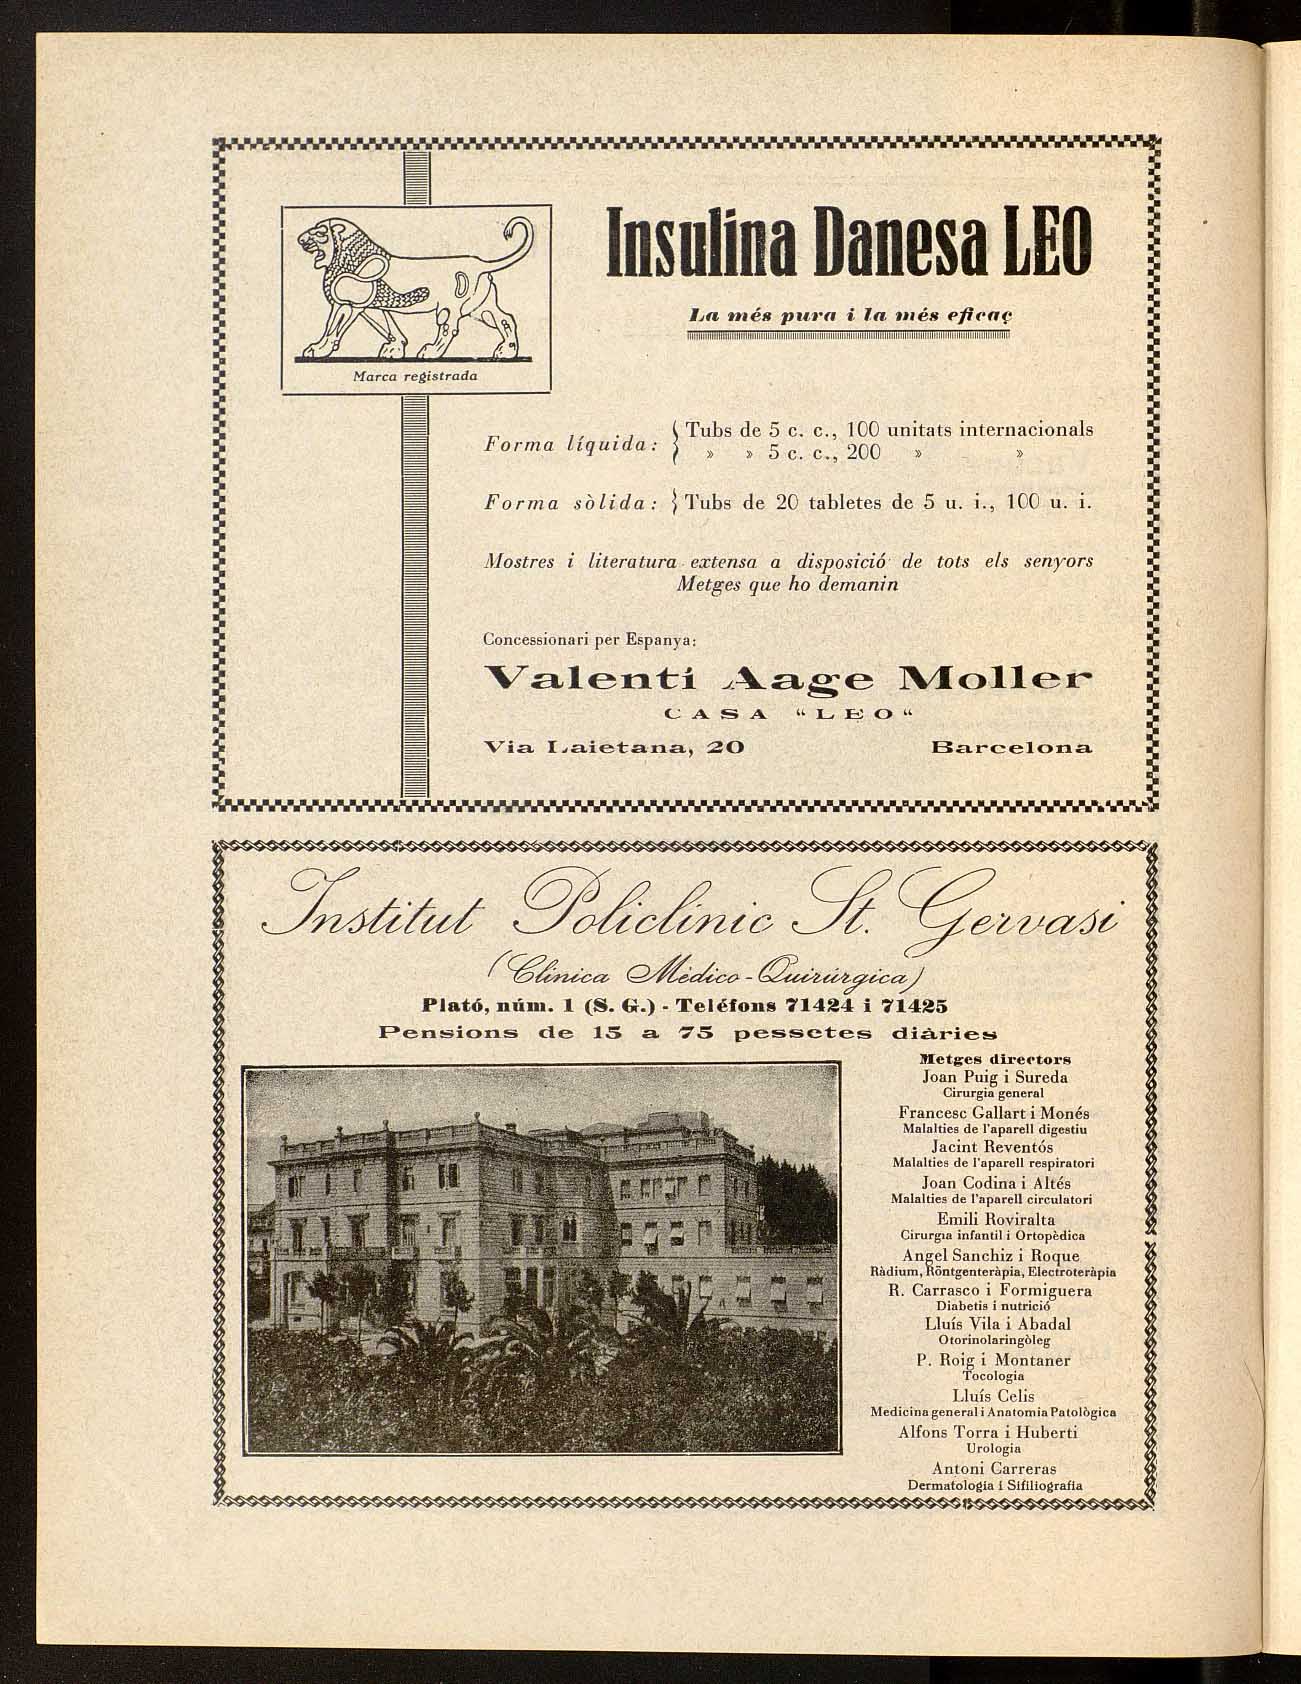 Insulina Danesa LEO
La més pura i la més eficaç
Marca registrada
Forma líquida: Tubs de 5 c. c., 100 unitats internacionals
» » 5 c. c., 200 » »
Forma sòlida: Tubs de 20 tabletes de 5 u. i., 100 u. i.
Mostres i literatura extensa a disposició de tots els senyors
Metges que ho demanin
Concessionari per Espanya:
Valentí Aage Moller
CASA "LEO"
Via Laietana, 20 Barcelona
Institut Policlínic St. Gervasi
(Clínica Médico-Quirúrgica)
Plató, núm. 1 (S. G.) - Teléfons 71424 i 71425
Pensions de 15 a 75 pessetes diàries
Metges directors
Joan Puig i Sureda
Cirurgia general
Francesc Gallart i Monés
Malalties de l'aparell digestiu
Jacint Reventós
Malalties de l'aparell respiratori
Joan Codina i Altés
Malalties de l'aparell circulatori
Emili Roviralta
Cirurgia infantil i Ortopèdica
Angel Sanchiz i Roque
Ràdium, Röntgenteràpia, Electroteràpia
R. Carrasco i Formiguera
Diabetis i nutrició
Lluís Vila i Abadal
Otorinolaringòleg
P. Roig i Montaner
Tocologia
Lluís Celis
Medicina general i Anatomia Patològica
Alfons Torra i Huberti
Urologia
Antoni Carreras
Dermatologia i Sifiliografia